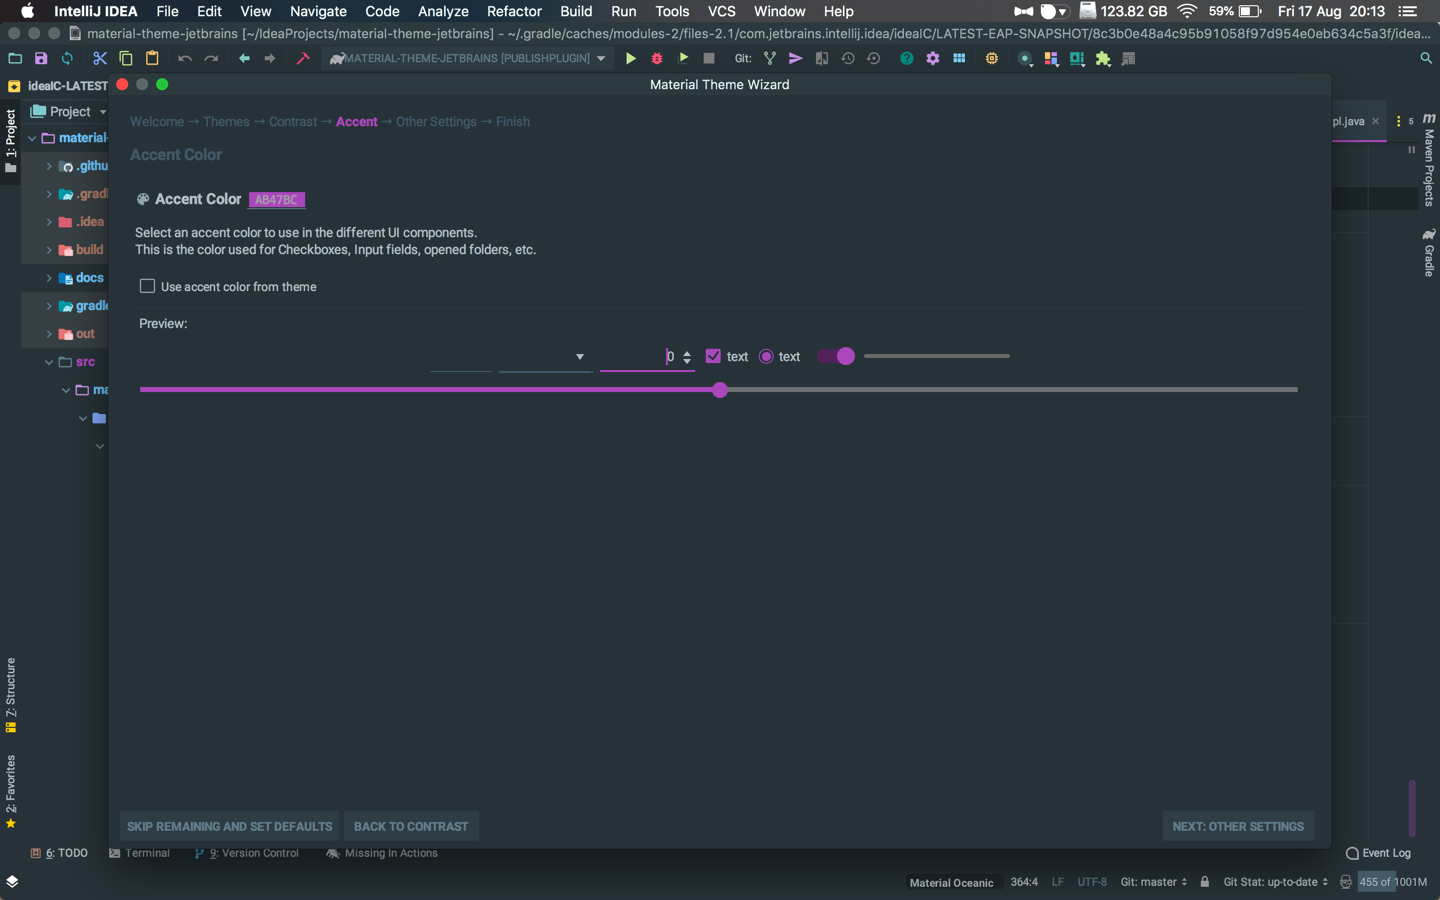 IntelliJ IDEA File Edit View Navigate Code Analyze Refactor Build Run Tools VCS Window Help 123.82 GB 59% Fri 17 Aug 20:13
material-theme-jetbrains [~/IdeaProjects/material-theme-jetbrains] - ~/.gradle/caches/modules-2/files-2.1/com.jetbrains.intellij.idea/ideaIC/LATEST-EAP-SNAPSHOT/8c3b0e48a4c95b91058f97d954e0eb634c5a3f/idea...
MATERIAL-THEME-JETBRAINS [PUBLISHPLUGIN] Git:
ideaIC-LATEST
Material Theme Wizard
1: Project
Project
Welcome → Themes → Contrast → Accent → Other Settings → Finish
pl.java × 5
Maven Projects
Gradle
material-
.githu
.grad
.idea
build
docs
gradle
out
src
ma
Accent Color
Accent Color AB47BC
Select an accent color to use in the different UI components.
This is the color used for Checkboxes, Input fields, opened folders, etc.
Use accent color from theme
Preview:
0 text text
7: Structure
2: Favorites
SKIP REMAINING AND SET DEFAULTS BACK TO CONTRAST NEXT: OTHER SETTINGS
6: TODO Terminal 9: Version Control Missing In Actions Event Log
Material Oceanic 364:4 LF UTF-8 Git: master Git Stat: up-to-date 455 of 1001M